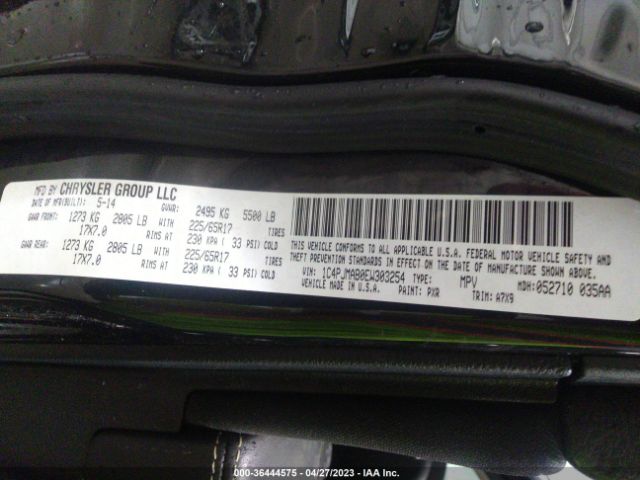 MFD BY CHRYSLER GROUP LLC
DATE OF MFR(BUILT) 5-14 GVWR: 2495 KG 5500 LB
GAWR FRONT: 1273 KG 2805 LB WITH 225/65R17 TIRES
17X7.0 RIMS AT 230 KPA ( 33 PSI) COLD
GAWR REAR: 1273 KG 2805 LB WITH 225/65R17 TIRES
17X7.0 RIMS AT 230 KPA ( 33 PSI) COLD
THIS VEHICLE CONFORMS TO ALL APPLICABLE U.S.A. FEDERAL MOTOR VEHICLE SAFETY AND
THEFT PREVENTION STANDARDS IN EFFECT ON THE DATE OF MANUFACTURE SHOWN ABOVE.
VIN: 1C4PJMAB0EW303254 TYPE: MPV MDH: 052710 035AA
VEHICLE MADE IN U.S.A. PAINT: PXR TRIM: A7X9
000-36444575 - 04/27/2023 - IAA Inc.